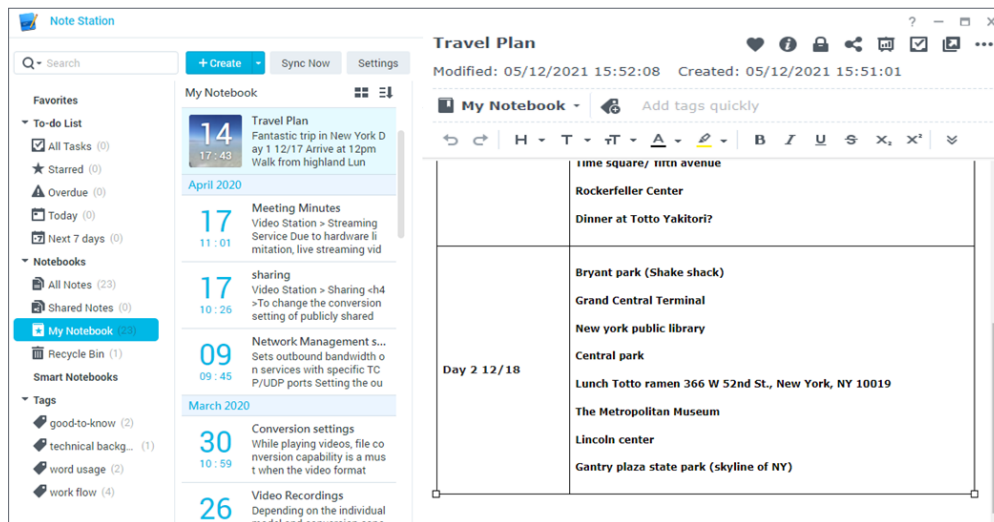 Note Station
?
Search
+ Create
Sync Now
Settings
Favorites
To-do List
All Tasks (0)
Starred (0)
Overdue (0)
Today (0)
Next 7 days (0)
Notebooks
All Notes (23)
Shared Notes (0)
My Notebook (23)
Recycle Bin (1)
Smart Notebooks
Tags
good-to-know (2)
technical backg... (1)
word usage (2)
work flow (4)
My Notebook
14
17 : 43
Travel Plan
Fantastic trip in New York D
ay 1 12/17 Arrive at 12pm
Walk from highland Lun
April 2020
17
11 : 01
Meeting Minutes
Video Station > Streaming
Service Due to hardware li
mitation, live streaming vid
17
10 : 26
sharing
Video Station > Sharing <h4
>To change the conversion
setting of publicly shared
09
09 : 45
Network Management s...
Sets outbound bandwidth o
n services with specific TC
P/UDP ports Setting the ou
March 2020
30
10 : 59
Conversion settings
While playing videos, file co
nversion capability is a mus
t when the video format
26
Video Recordings
Depending on the individual
Travel Plan
Modified: 05/12/2021 15:52:08 Created: 05/12/2021 15:51:01
My Notebook
Add tags quickly
H T TT A B I U S X₂ X²
Time square/ fifth avenue
Rockerfeller Center
Dinner at Totto Yakitori?
Day 2 12/18
Bryant park (Shake shack)
Grand Central Terminal
New york public library
Central park
Lunch Totto ramen 366 W 52nd St., New York, NY 10019
The Metropolitan Museum
Lincoln center
Gantry plaza state park (skyline of NY)